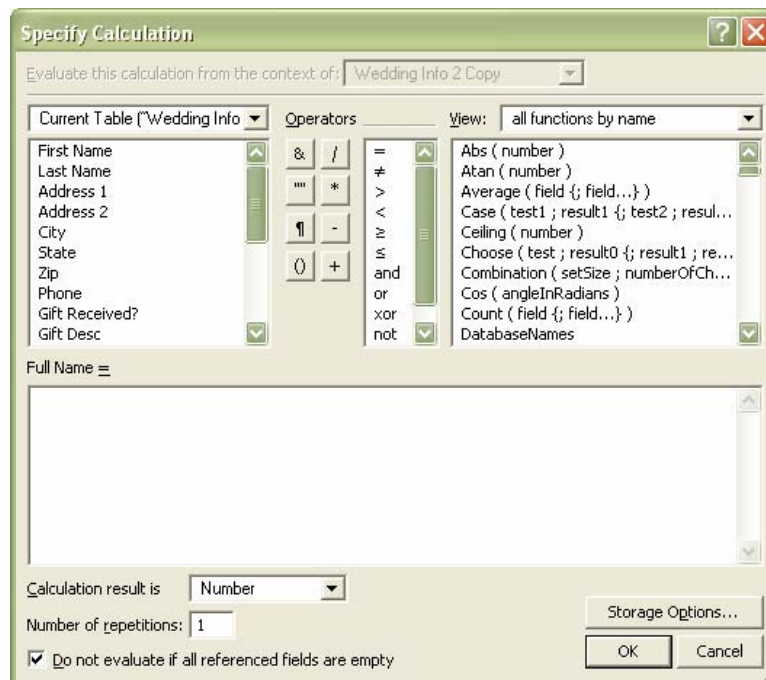 Specify Calculation
Evaluate this calculation from the context of: Wedding Info 2 Copy
Current Table ("Wedding Info
Operators
View: all functions by name
First Name
Last Name
Address 1
Address 2
City
State
Zip
Phone
Gift Received?
Gift Desc
& /
"" *
¶ -
() +
=
≠
>
<
≥
≤
and
or
xor
not
Abs ( number )
Atan ( number )
Average ( field {; field...} )
Case ( test1 ; result1 {; test2 ; resul...
Ceiling ( number )
Choose ( test ; result0 {; result1 ; re...
Combination ( setSize ; numberOfCh...
Cos ( angleInRadians )
Count ( field {; field...} )
DatabaseNames
Full Name =
Calculation result is Number
Number of repetitions: 1
Do not evaluate if all referenced fields are empty
Storage Options...
OK Cancel